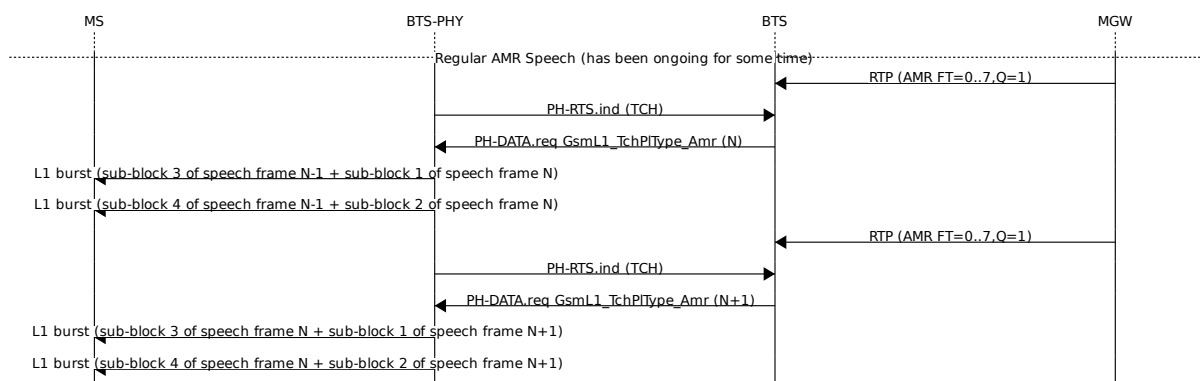 MS BTS-PHY BTS MGW
Regular AMR Speech (has been ongoing for some time)
RTP (AMR FT=0..7,Q=1)
PH-RTS.ind (TCH)
PH-DATA.req GsmL1_TchPlType_Amr (N)
L1 burst (sub-block 3 of speech frame N-1 + sub-block 1 of speech frame N)
L1 burst (sub-block 4 of speech frame N-1 + sub-block 2 of speech frame N)
RTP (AMR FT=0..7,Q=1)
PH-RTS.ind (TCH)
PH-DATA.req GsmL1_TchPlType_Amr (N+1)
L1 burst (sub-block 3 of speech frame N + sub-block 1 of speech frame N+1)
L1 burst (sub-block 4 of speech frame N + sub-block 2 of speech frame N+1)